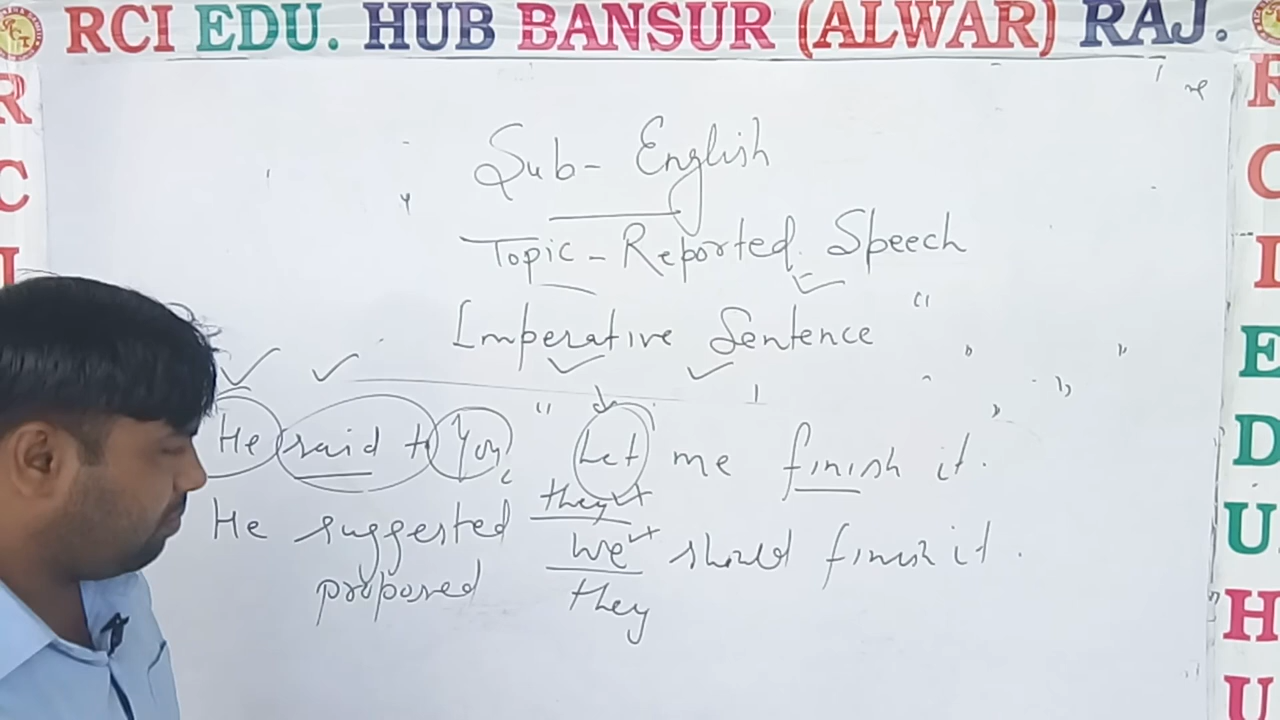 RCI EDU. HUB BANSUR (ALWAR) RAJ.
Sub- English
Topic - Reported Speech
Imperative Sentence
He said to You, "Let me finish it.
they
He suggested we should finish it.
proposed they
R
C
I
R
C
I
E
D
U
H
U